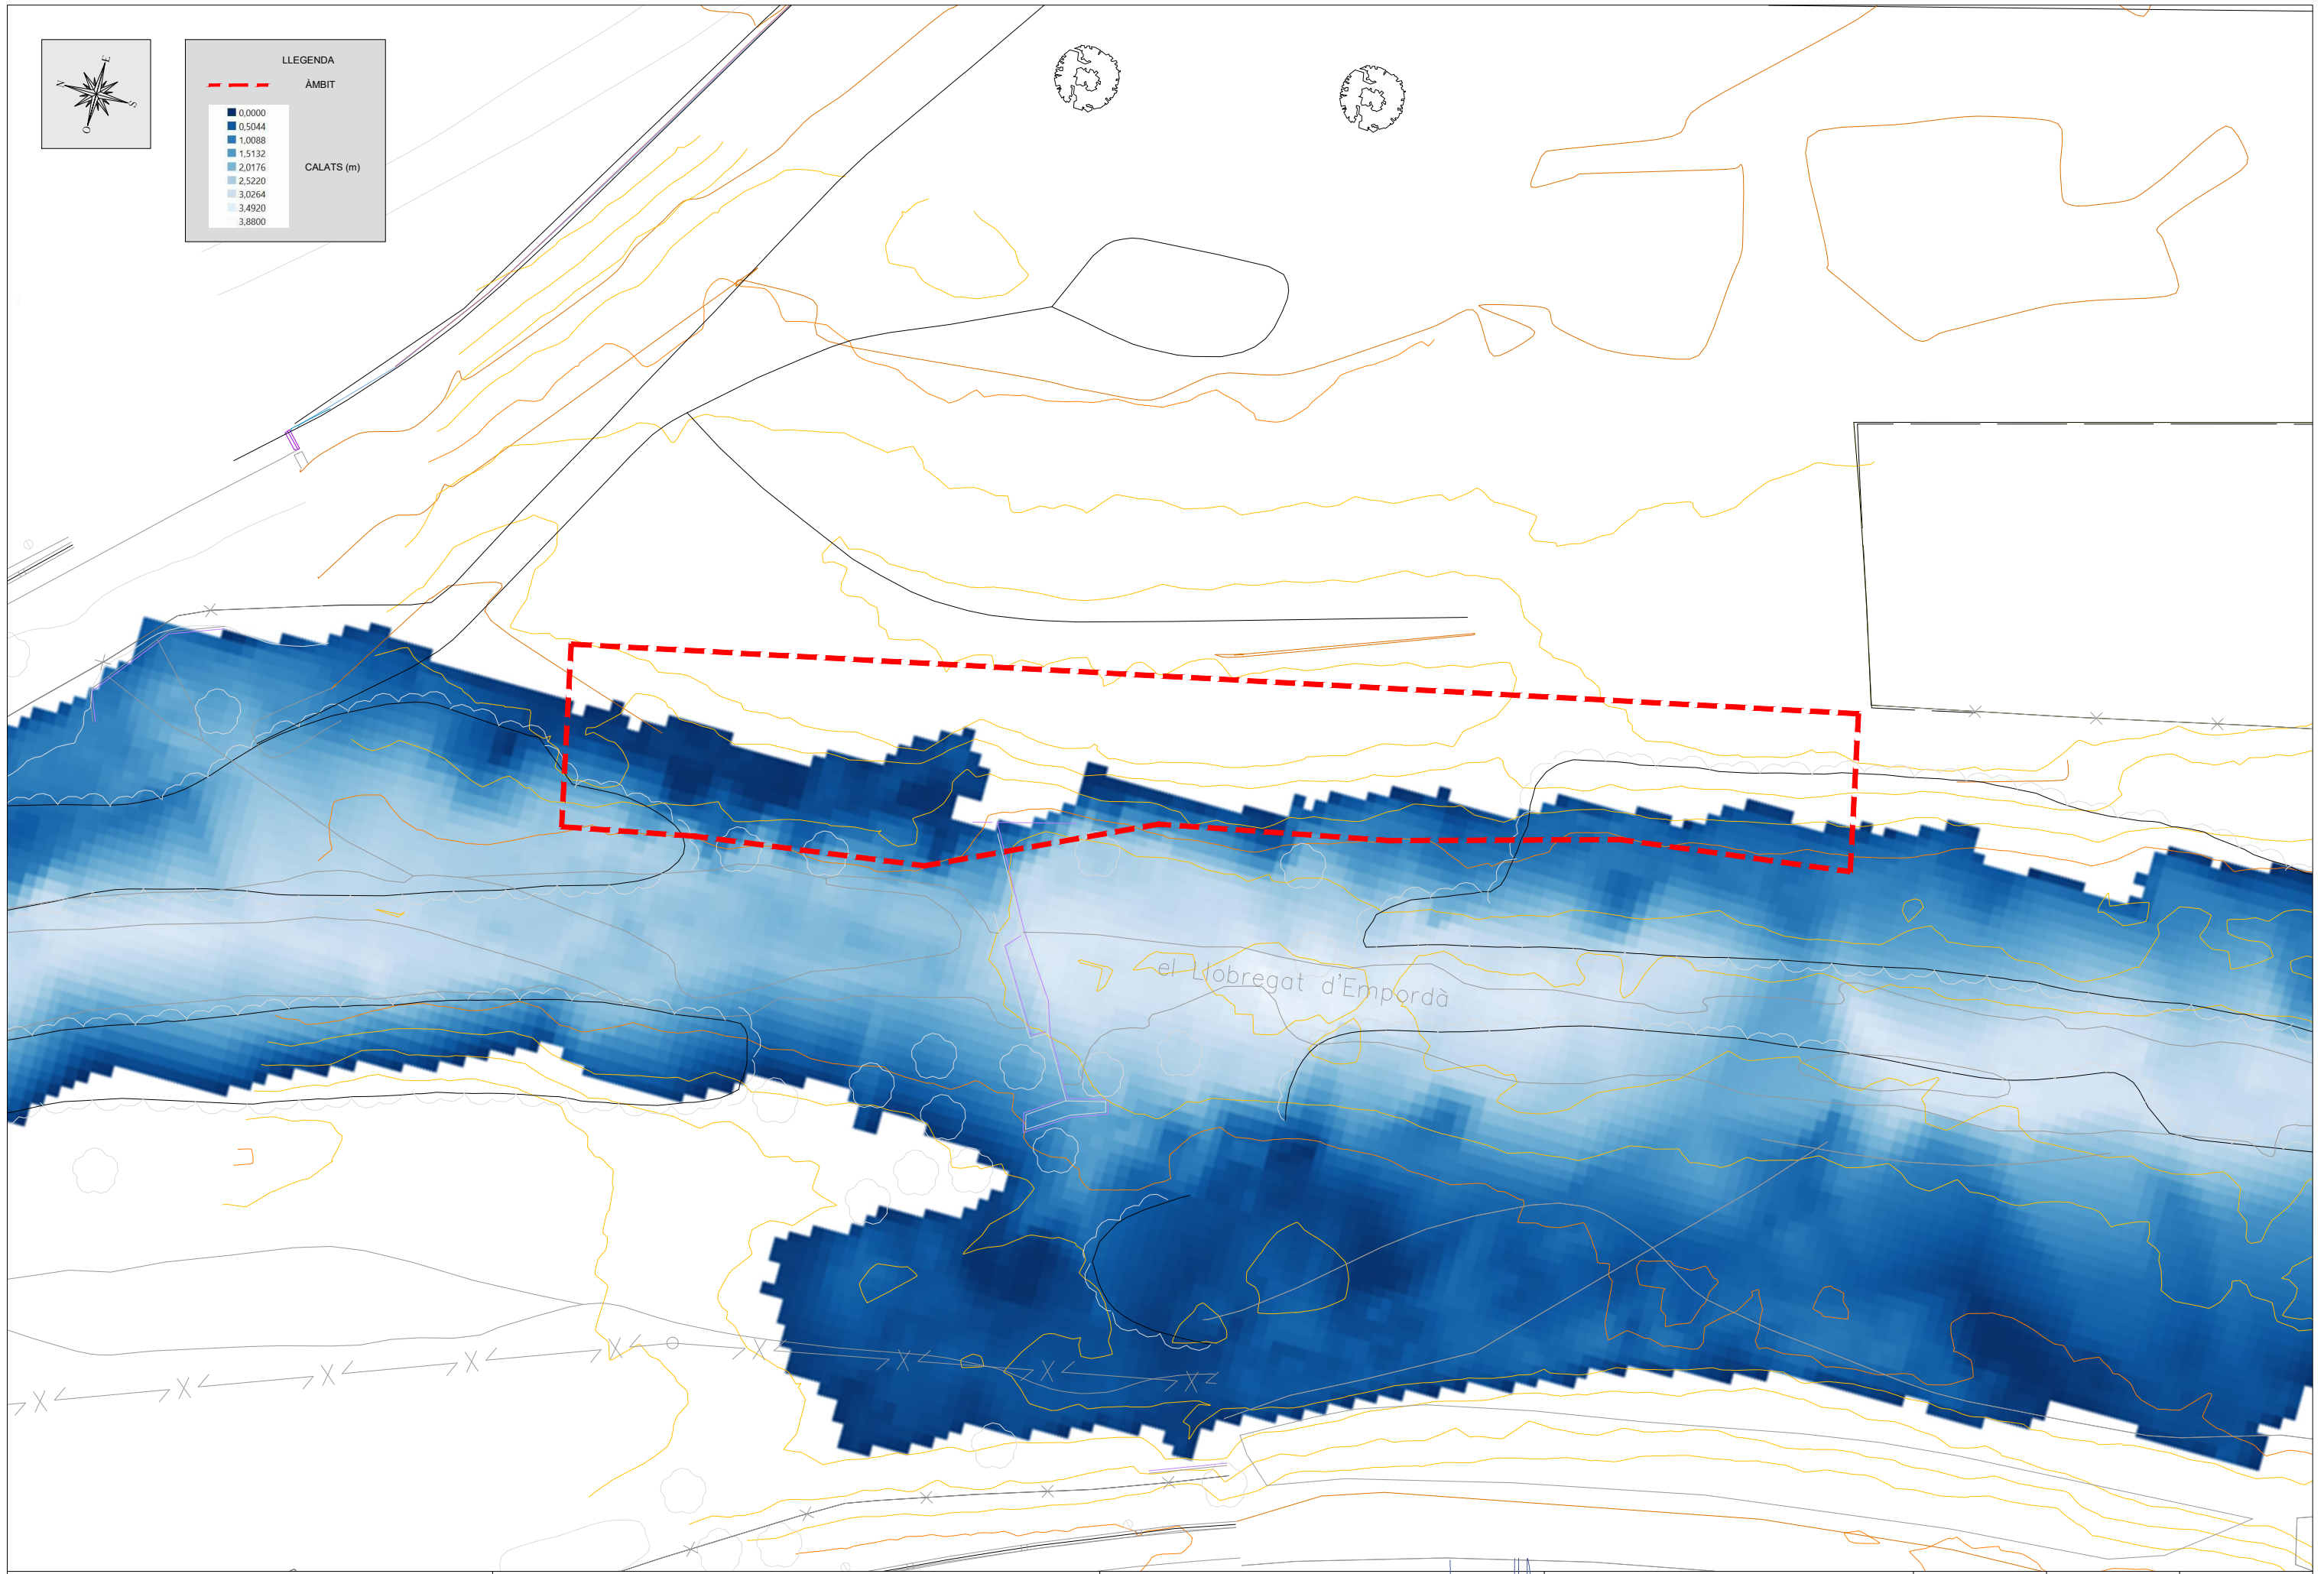 E
N
S
O
LLEGENDA
ÀMBIT
0,0000
0,5044
1,0088
1,5132
2,0176
CALATS (m)
2,5220
3,0264
3,4920
3,8800
el Llobregat d'Empordà